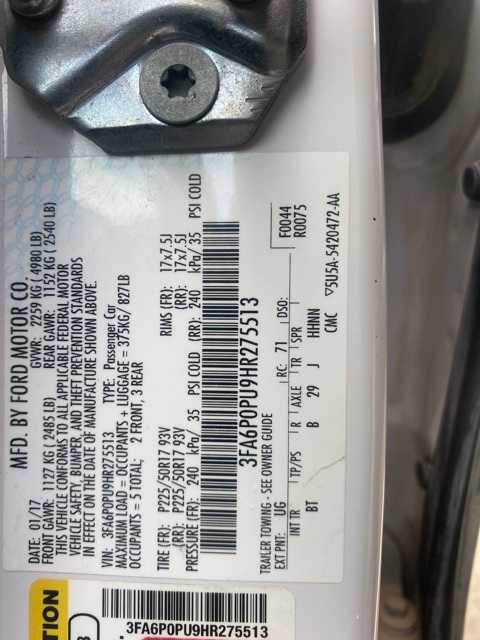 MFD. BY FORD MOTOR CO.
DATE: 01/17 GVWR: 2259 KG ( 4980 LB)
FRONT GAWR: 1127 KG ( 2485 LB) REAR GAWR: 1152 KG ( 2540 LB)
THIS VEHICLE CONFORMS TO ALL APPLICABLE FEDERAL MOTOR
VEHICLE SAFETY, BUMPER, AND THEFT PREVENTION STANDARDS
IN EFFECT ON THE DATE OF MANUFACTURE SHOWN ABOVE.
VIN: 3FA6P0PU9HR275513 TYPE: Passenger Car
MAXIMUM LOAD = OCCUPANTS + LUGGAGE = 375KG/ 827LB
OCCUPANTS = 5 TOTAL: 2 FRONT, 3 REAR
TIRE (FR): P225/50R17 93V RIMS (FR): 17x7.5J
(RR): P225/50R17 93V (RR): 17x7.5J
PRESSURE (FR): 240 kPa/ 35 PSI COLD (RR): 240 kPa/ 35 PSI COLD
3FA6P0PU9HR275513
TRAILER TOWING - SEE OWNER GUIDE F0044
R0075
EXT PNT: UG RC: 71 DSO:
INT TR TP/PS R AXLE TR SPR
BT B 29 J HHNN
CMC ▽5U5A-5420472-AA
3FA6P0PU9HR275513